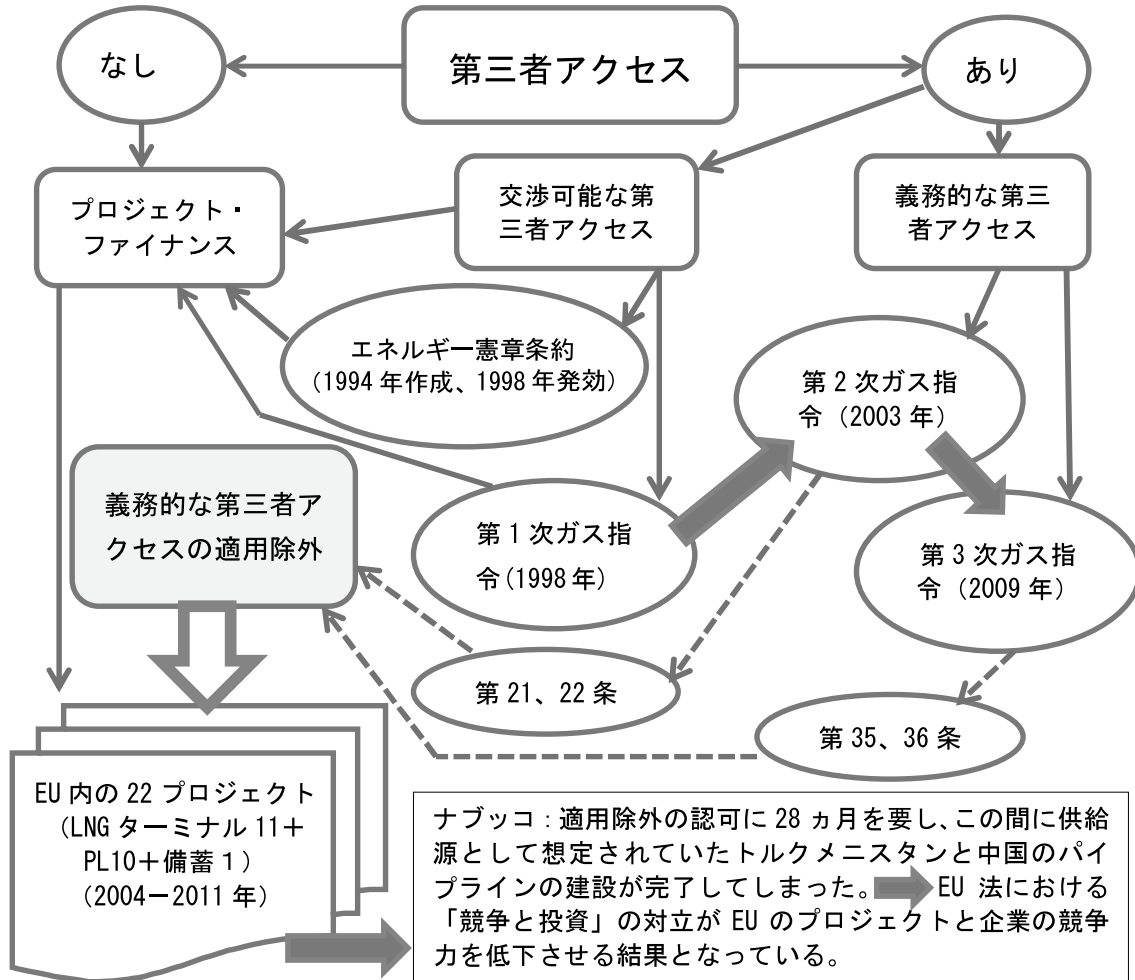 なし
第三者アクセス
あり
プロジェクト・
ファイナンス
交渉可能な第
三者アクセス
義務的な第三
者アクセス
エネルギー憲章条約
（1994 年作成、1998 年発効）
第２次ガス指
令（2003 年）
義務的な第三者ア
クセスの適用除外
第１次ガス指
令（1998 年）
第３次ガス指
令（2009 年）
第 21、22 条
第 35、36 条
EU 内の 22 プロジェクト
（LNG ターミナル 11＋
PL10＋備蓄１）
（2004－2011 年）
ナブッコ：適用除外の認可に 28 ヵ月を要し、この間に供給
源として想定されていたトルクメニスタンと中国のパイ
プラインの建設が完了してしまった。 EU 法における
「競争と投資」の対立が EU のプロジェクトと企業の競争
力を低下させる結果となっている。